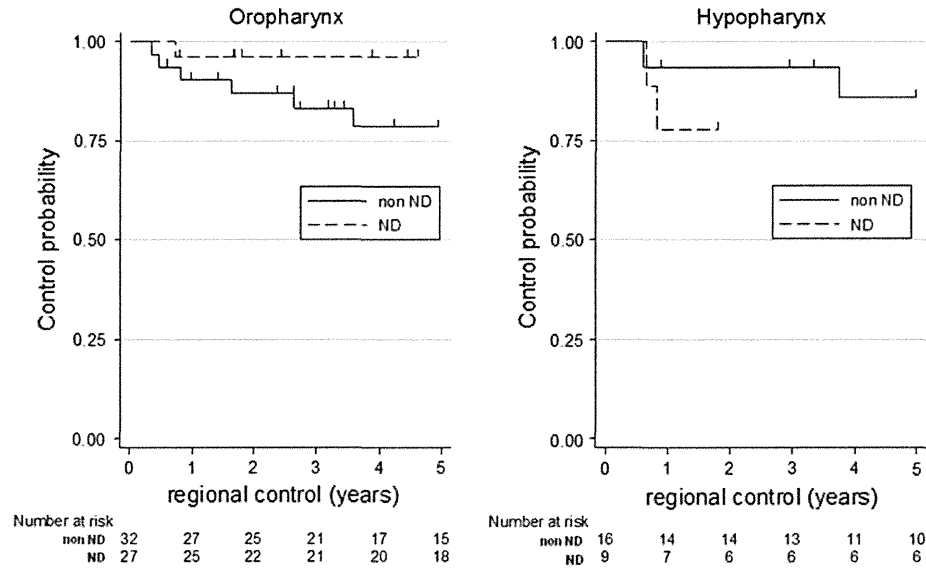 Oropharynx
1.00
0.75
0.50
0.25
0.00
Control probability
non ND
ND
0 1 2 3 4 5
regional control (years)
Number at risk
non ND 32 27 25 21 17 15
ND 27 25 22 21 20 18
Hypopharynx
1.00
0.75
0.50
0.25
0.00
Control probability
non ND
ND
0 1 2 3 4 5
regional control (years)
Number at risk
non ND 16 14 14 13 11 10
ND 9 7 6 6 6 6